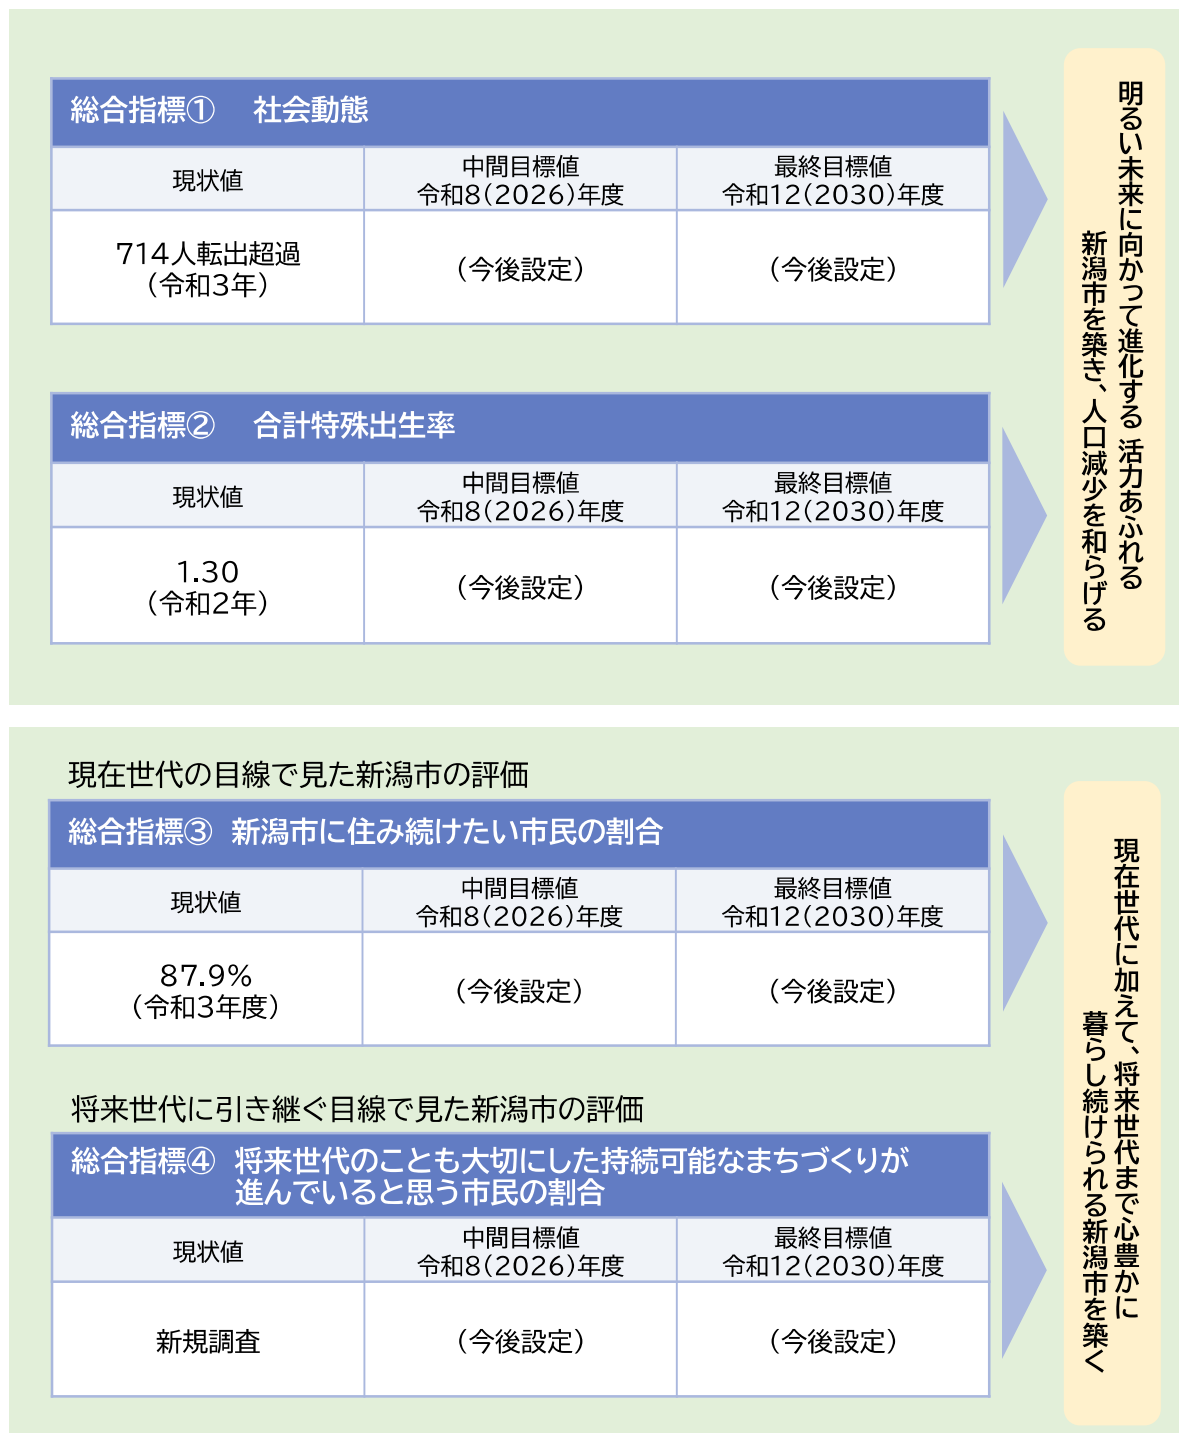 総合指標① 社会動態
現状値
中間目標値
令和8(2026)年度
最終目標値
令和12(2030)年度
714人転出超過
(令和3年)
(今後設定)
(今後設定)
総合指標② 合計特殊出生率
現状値
中間目標値
令和8(2026)年度
最終目標値
令和12(2030)年度
1.30
(令和2年)
(今後設定)
(今後設定)
明るい未来に向かって進化する 活力あふれる
新潟市を築き、人口減少を和らげる
現在世代の目線で見た新潟市の評価
総合指標③ 新潟市に住み続けたい市民の割合
現状値
中間目標値
令和8(2026)年度
最終目標値
令和12(2030)年度
87.9%
(令和3年度)
(今後設定)
(今後設定)
将来世代に引き継ぐ目線で見た新潟市の評価
総合指標④ 将来世代のことも大切にした持続可能なまちづくりが
進んでいると思う市民の割合
現状値
中間目標値
令和8(2026)年度
最終目標値
令和12(2030)年度
新規調査
(今後設定)
(今後設定)
現在世代に加えて、将来世代まで心豊かに
暮らし続けられる新潟市を築く